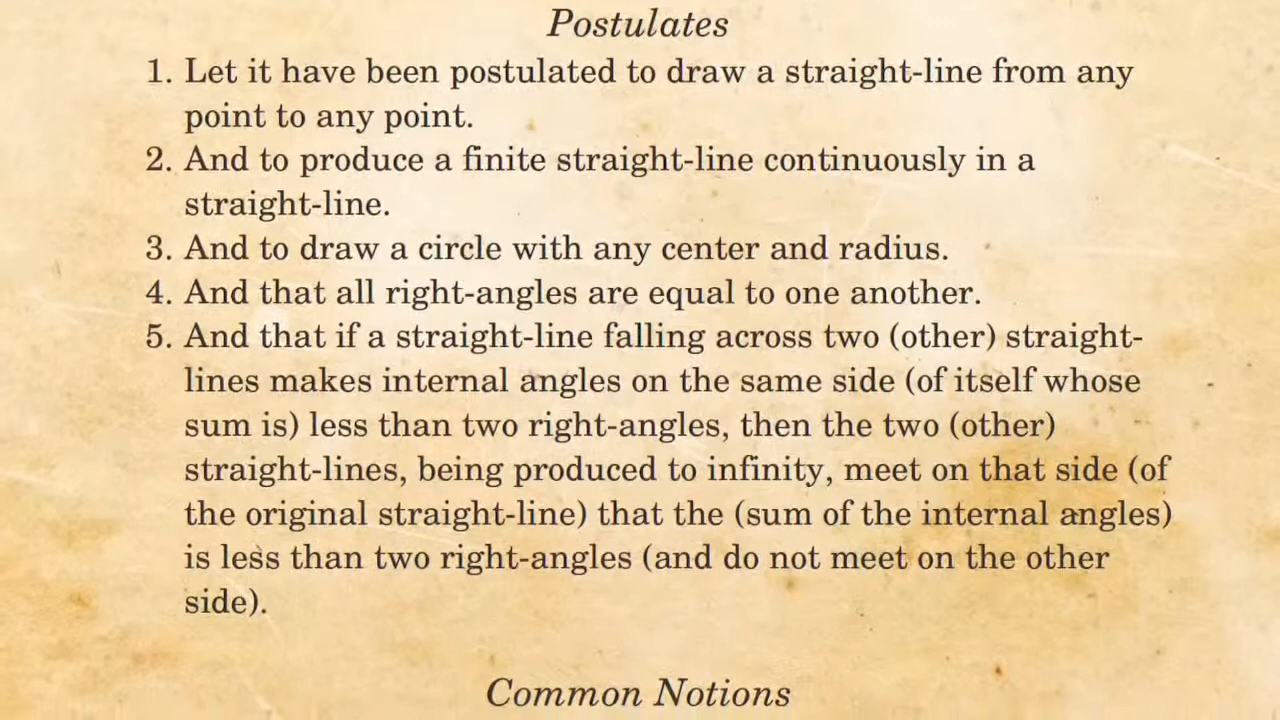 Postulates
1. Let it have been postulated to draw a straight-line from any
point to any point.
2. And to produce a finite straight-line continuously in a
straight-line.
3. And to draw a circle with any center and radius.
4. And that all right-angles are equal to one another.
5. And that if a straight-line falling across two (other) straight-
lines makes internal angles on the same side (of itself whose
sum is) less than two right-angles, then the two (other)
straight-lines, being produced to infinity, meet on that side (of
the original straight-line) that the (sum of the internal angles)
is less than two right-angles (and do not meet on the other
side).
Common Notions